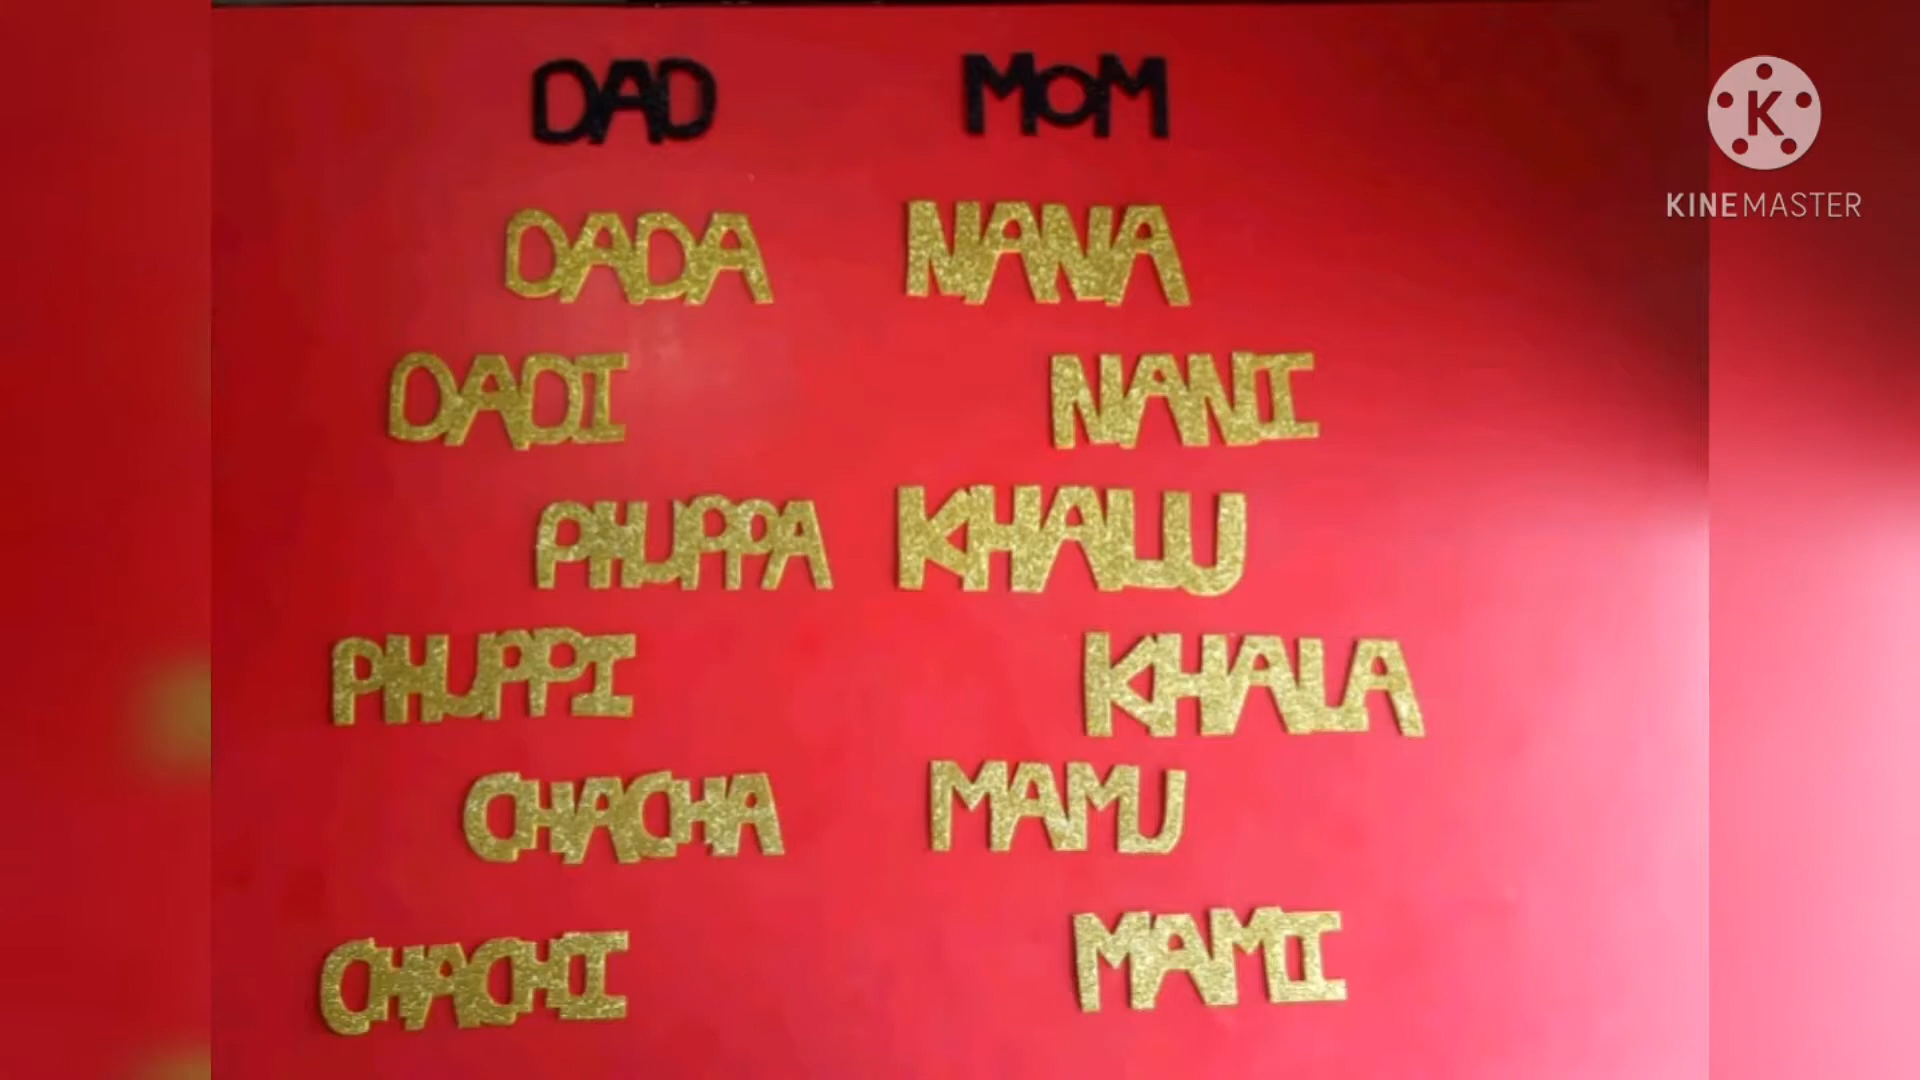 DAD MOM
DADA NANA
DADI NANI
PHUPPA KHALU
PHUPPI KHALA
CHACHA MAMU
CHACHI MAMI
K
KINEMASTER